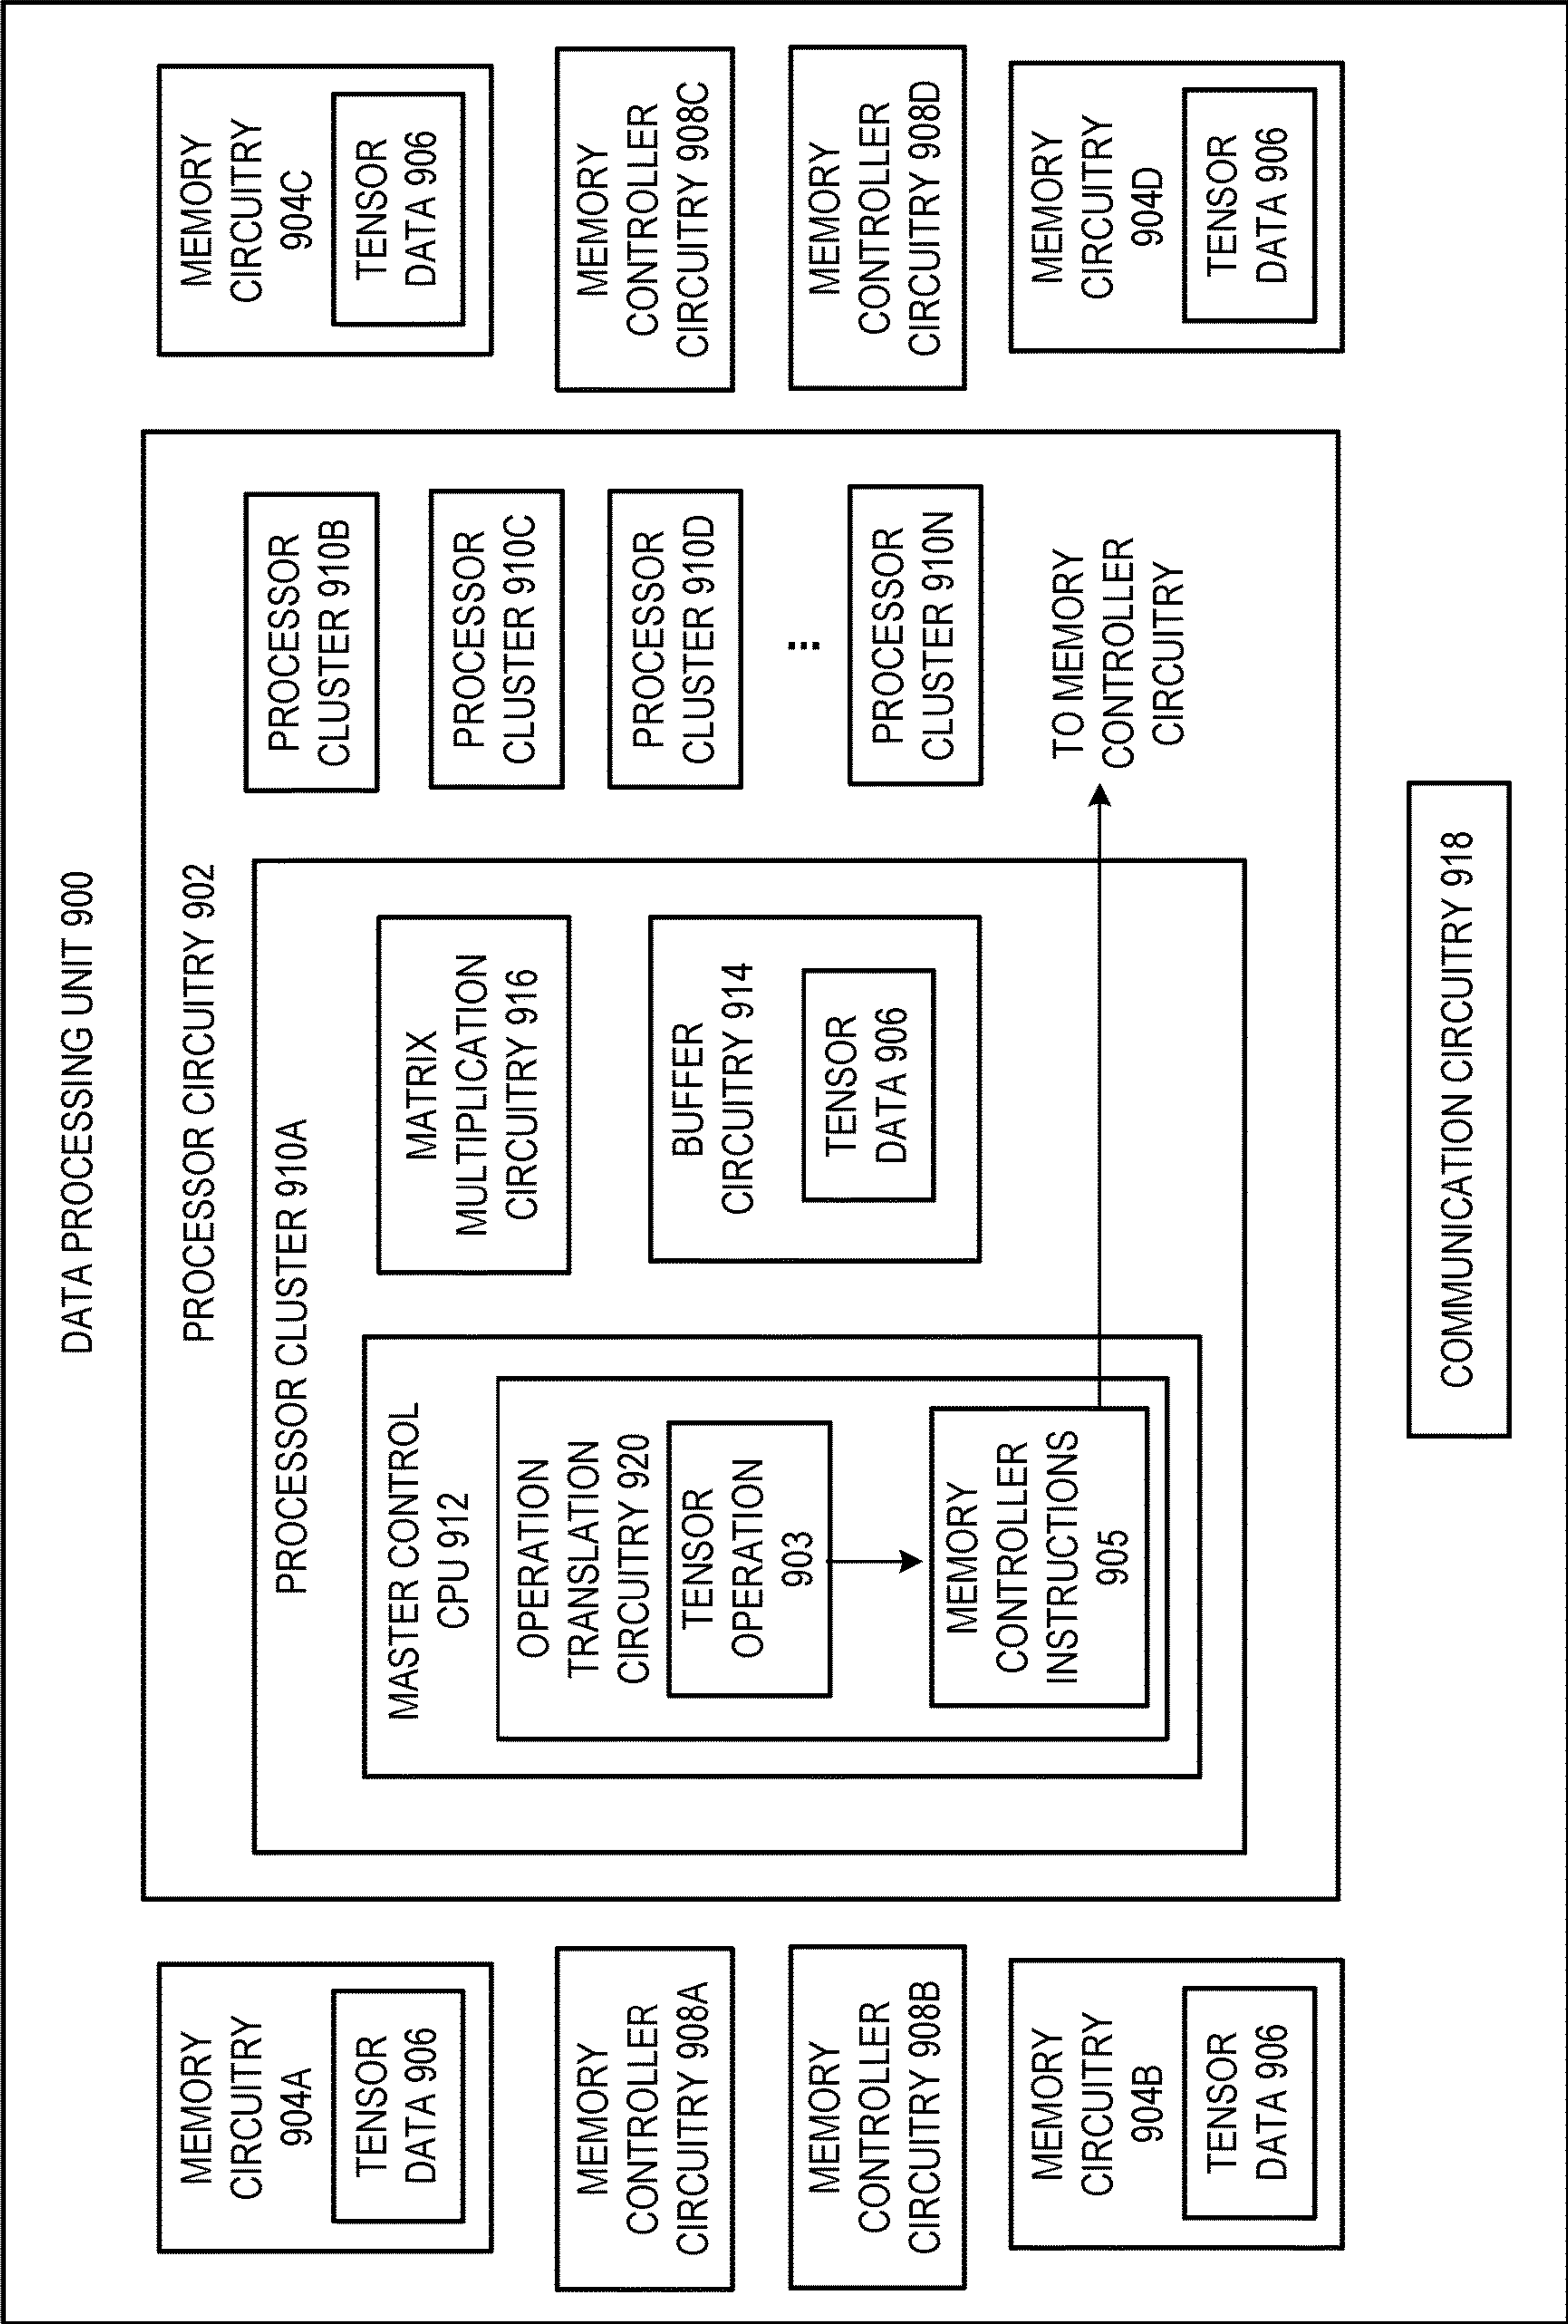 DATA PROCESSING UNIT 900
MEMORY
CIRCUITRY
904A
TENSOR
DATA 906
MEMORY
CONTROLLER
CIRCUITRY 908A
MEMORY
CONTROLLER
CIRCUITRY 908B
MEMORY
CIRCUITRY
904B
TENSOR
DATA 906
PROCESSOR CIRCUITRY 902
PROCESSOR CLUSTER 910A
MASTER CONTROL
CPU 912
OPERATION
TRANSLATION
CIRCUITRY 920
TENSOR
OPERATION
903
MEMORY
CONTROLLER
INSTRUCTIONS
905
MATRIX
MULTIPLICATION
CIRCUITRY 916
BUFFER
CIRCUITRY 914
TENSOR
DATA 906
PROCESSOR
CLUSTER 910B
PROCESSOR
CLUSTER 910C
PROCESSOR
CLUSTER 910D
...
PROCESSOR
CLUSTER 910N
TO MEMORY
CONTROLLER
CIRCUITRY
MEMORY
CIRCUITRY
904C
TENSOR
DATA 906
MEMORY
CONTROLLER
CIRCUITRY 908C
MEMORY
CONTROLLER
CIRCUITRY 908D
MEMORY
CIRCUITRY
904D
TENSOR
DATA 906
COMMUNICATION CIRCUITRY 918